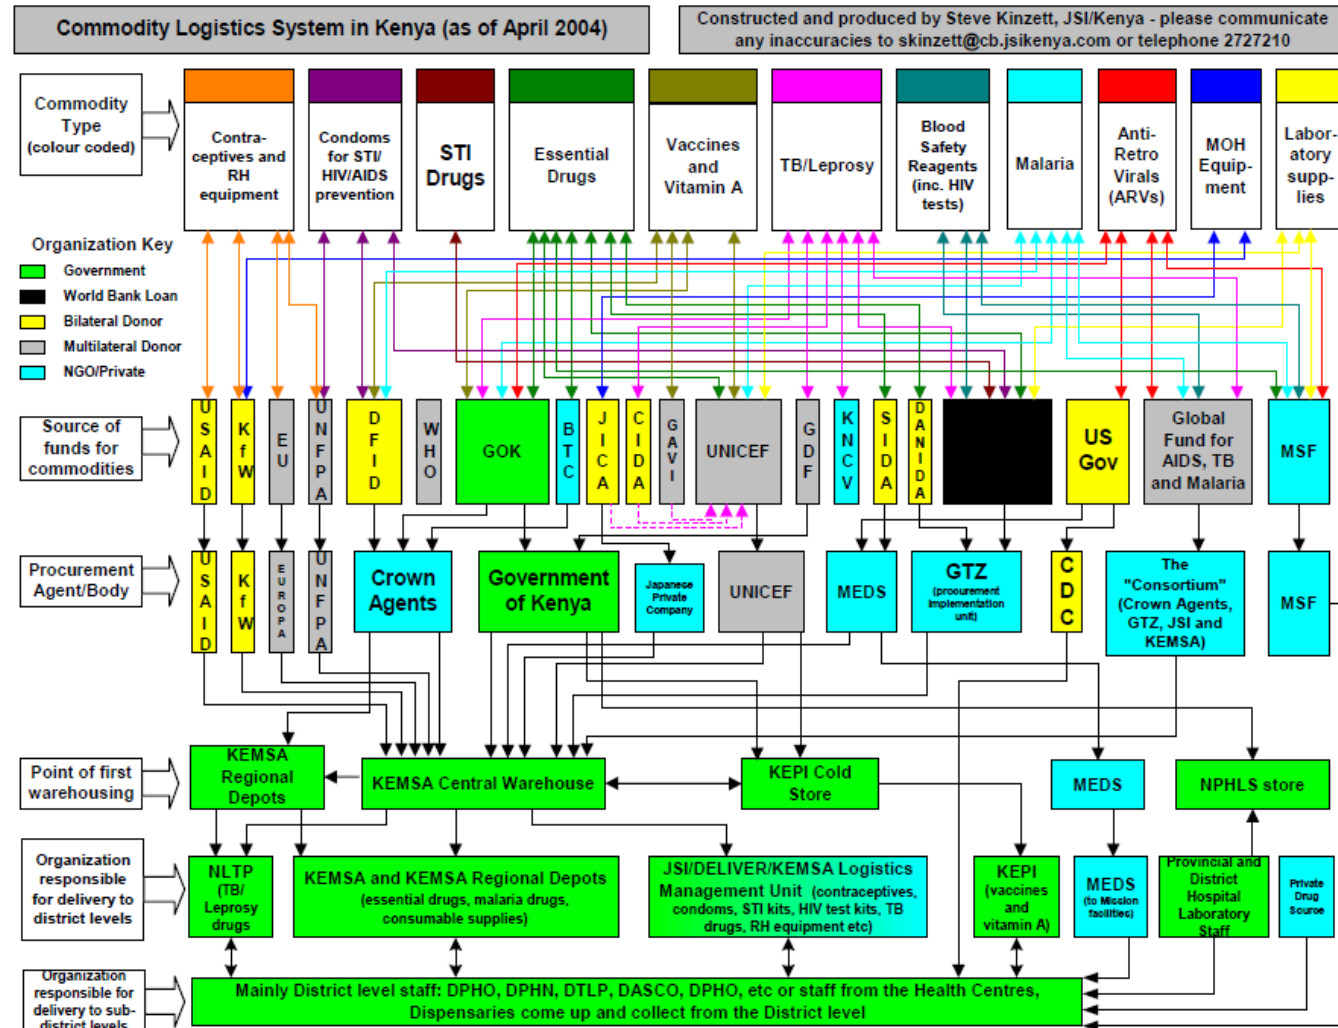 Commodity Logistics System in Kenya (as of April 2004)
Constructed and produced by Steve Kinzett, JSI/Kenya - please communicate
any inaccuracies to skinzett@cb.jsikenya.com or telephone 2727210
Commodity
Type
(colour coded)
Contra-
ceptives and
RH
equipment
Condoms
for STI/
HIV/AIDS
prevention
STI
Drugs
Essential
Drugs
Vaccines
and
Vitamin A
TB/Leprosy
Blood
Safety
Reagents
(inc. HIV
tests)
Malaria
Anti-
Retro
Virals
(ARVs)
MOH
Equip-
ment
Labor-
atory
supp-
lies
Organization Key
Government
World Bank Loan
Bilateral Donor
Multilateral Donor
NGO/Private
Source of
funds for
commodities
USAID
KfW
EU
UNFPA
DFID
WHO
GOK
BTC
JICA
CIDA
GAVI
UNICEF
GDF
KNCV
SIDA
DANIDA
US
Gov
Global
Fund for
AIDS, TB
and Malaria
MSF
Procurement
Agent/Body
USAID
KfW
EUROPA
UNFPA
Crown
Agents
Government
of Kenya
Japanese
Private
Company
UNICEF
MEDS
GTZ
(procurement
implementation
unit)
CDC
The
"Consortium"
(Crown Agents,
GTZ, JSI and
KEMSA)
MSF
Point of first
warehousing
KEMSA
Regional
Depots
KEMSA Central Warehouse
KEPI Cold
Store
MEDS
NPHLS store
Organization
responsible
for delivery to
district levels
NLTP
(TB/
Leprosy
drugs
KEMSA and KEMSA Regional Depots
(essential drugs, malaria drugs,
consumable supplies)
JSI/DELIVER/KEMSA Logistics
Management Unit (contraceptives,
condoms, STI kits, HIV test kits, TB
drugs, RH equipment etc)
KEPI
(vaccines
and
vitamin A)
MEDS
(to Mission
facilities)
Provincial and
District
Hospital
Laboratory
Staff
Private
Drug
Source
Organization
responsible for
delivery to sub-
district levels
Mainly District level staff: DPHO, DPHN, DTLP, DASCO, DPHO, etc or staff from the Health Centres,
Dispensaries come up and collect from the District level